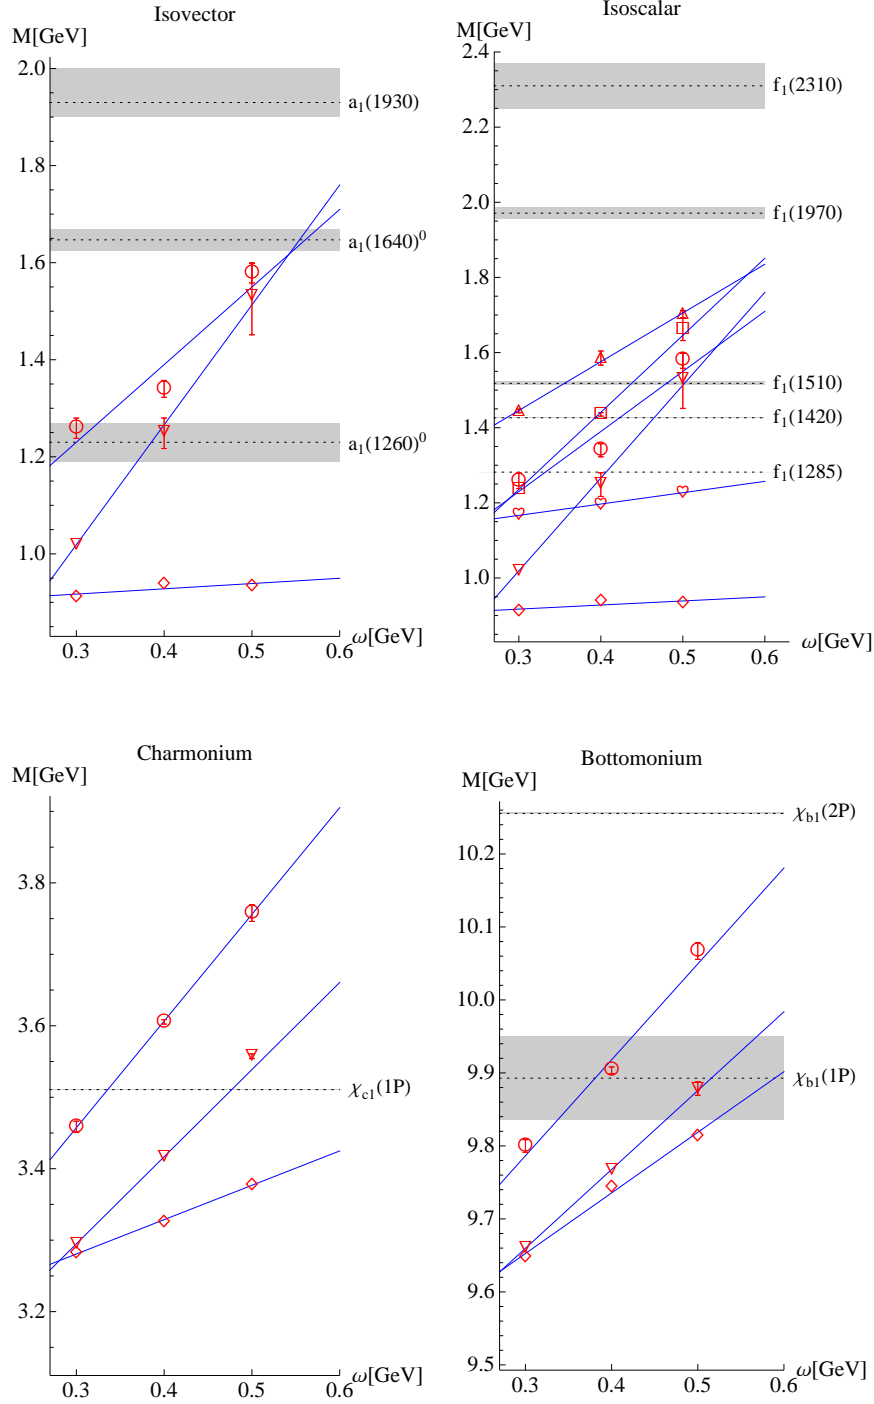 Isovector
M[GeV]
2.0
1.8
1.6
1.4
1.2
1.0
a₁(1930)
a₁(1640)⁰
a₁(1260)⁰
0.3 0.4 0.5 0.6
ω[GeV]
Isoscalar
M[GeV]
2.4
2.2
2.0
1.8
1.6
1.4
1.2
1.0
f₁(2310)
f₁(1970)
f₁(1510)
f₁(1420)
f₁(1285)
0.3 0.4 0.5 0.6
ω[GeV]
Charmonium
M[GeV]
3.8
3.6
3.4
3.2
χc1(1P)
0.3 0.4 0.5 0.6
ω[GeV]
Bottomonium
M[GeV]
10.2
10.1
10.0
9.9
9.8
9.7
9.6
9.5
χb1(2P)
χb1(1P)
0.3 0.4 0.5 0.6
ω[GeV]